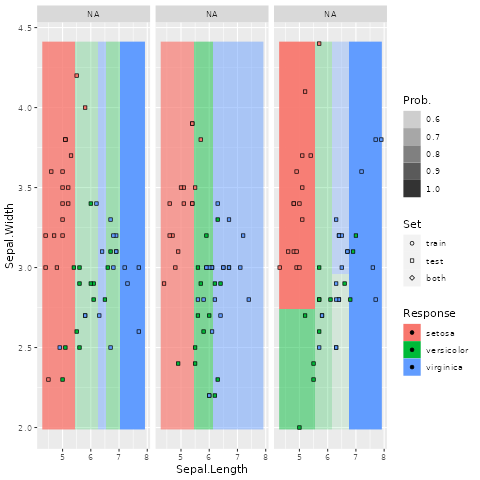 NA NA NA
4.5
4.0
3.5
3.0
2.5
2.0
Sepal.Width
5 6 7 8 5 6 7 8 5 6 7 8
Sepal.Length
Prob.
0.6
0.7
0.8
0.9
1.0
Set
train
test
both
Response
setosa
versicolor
virginica